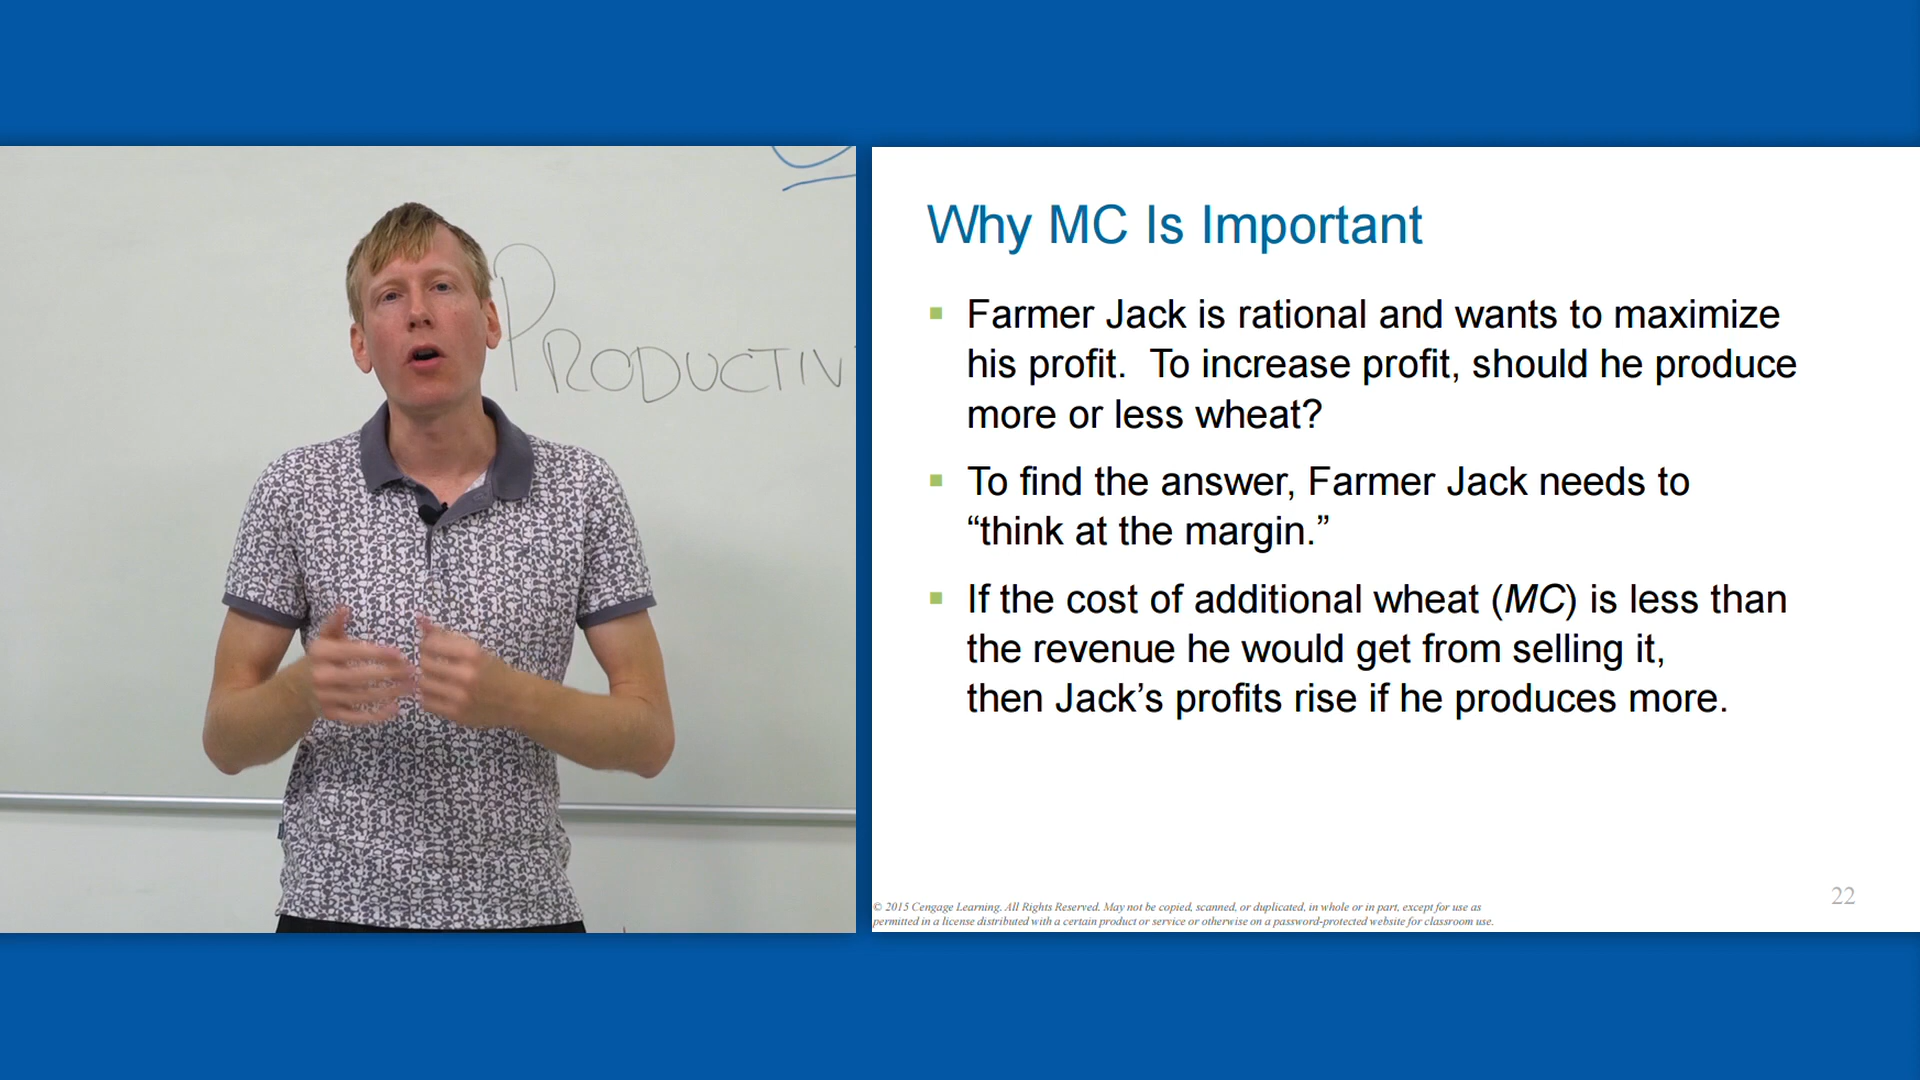 PRODUCTIV
Why MC Is Important
▪ Farmer Jack is rational and wants to maximize
his profit. To increase profit, should he produce
more or less wheat?
▪ To find the answer, Farmer Jack needs to
“think at the margin.”
▪ If the cost of additional wheat (MC) is less than
the revenue he would get from selling it,
then Jack’s profits rise if he produces more.
22
© 2015 Cengage Learning. All Rights Reserved. May not be copied, scanned, or duplicated, in whole or in part, except for use as
permitted in a license distributed with a certain product or service or otherwise on a password-protected website for classroom use.